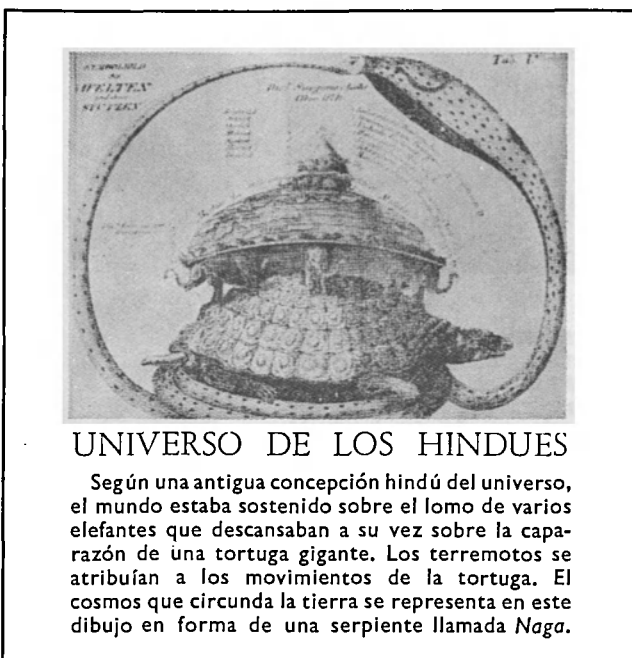 WELTEN
Tab. I.
UNIVERSO DE LOS HINDUES
Según una antigua concepción hindú del universo,
el mundo estaba sostenido sobre el lomo de varios
elefantes que descansaban a su vez sobre la capa-
razón de una tortuga gigante. Los terremotos se
atribuían a los movimientos de la tortuga. El
cosmos que circunda la tierra se representa en este
dibujo en forma de una serpiente llamada Naga.